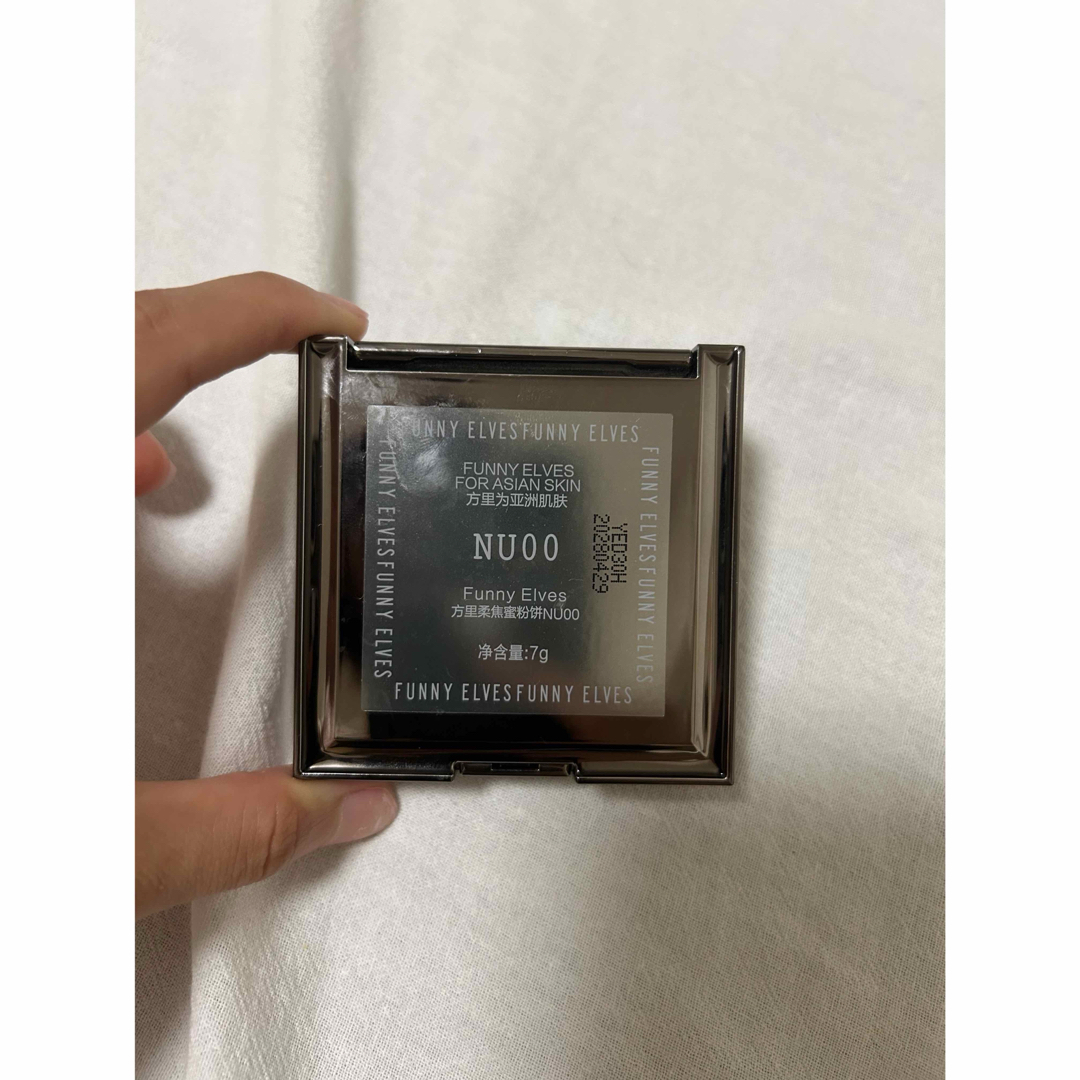 FUNNY ELVESFUNNY ELVES
FUNNY ELVES
FOR ASIAN SKIN
方里为亚洲肌肤
NU00
Funny Elves
方里柔焦蜜粉饼NU00
净含量:7g
YED30H
20280429
FUNNY ELVESFUNNY ELVES
FUNNY ELVESFUNNY ELVES
FUNNY ELVESFUNNY ELVES